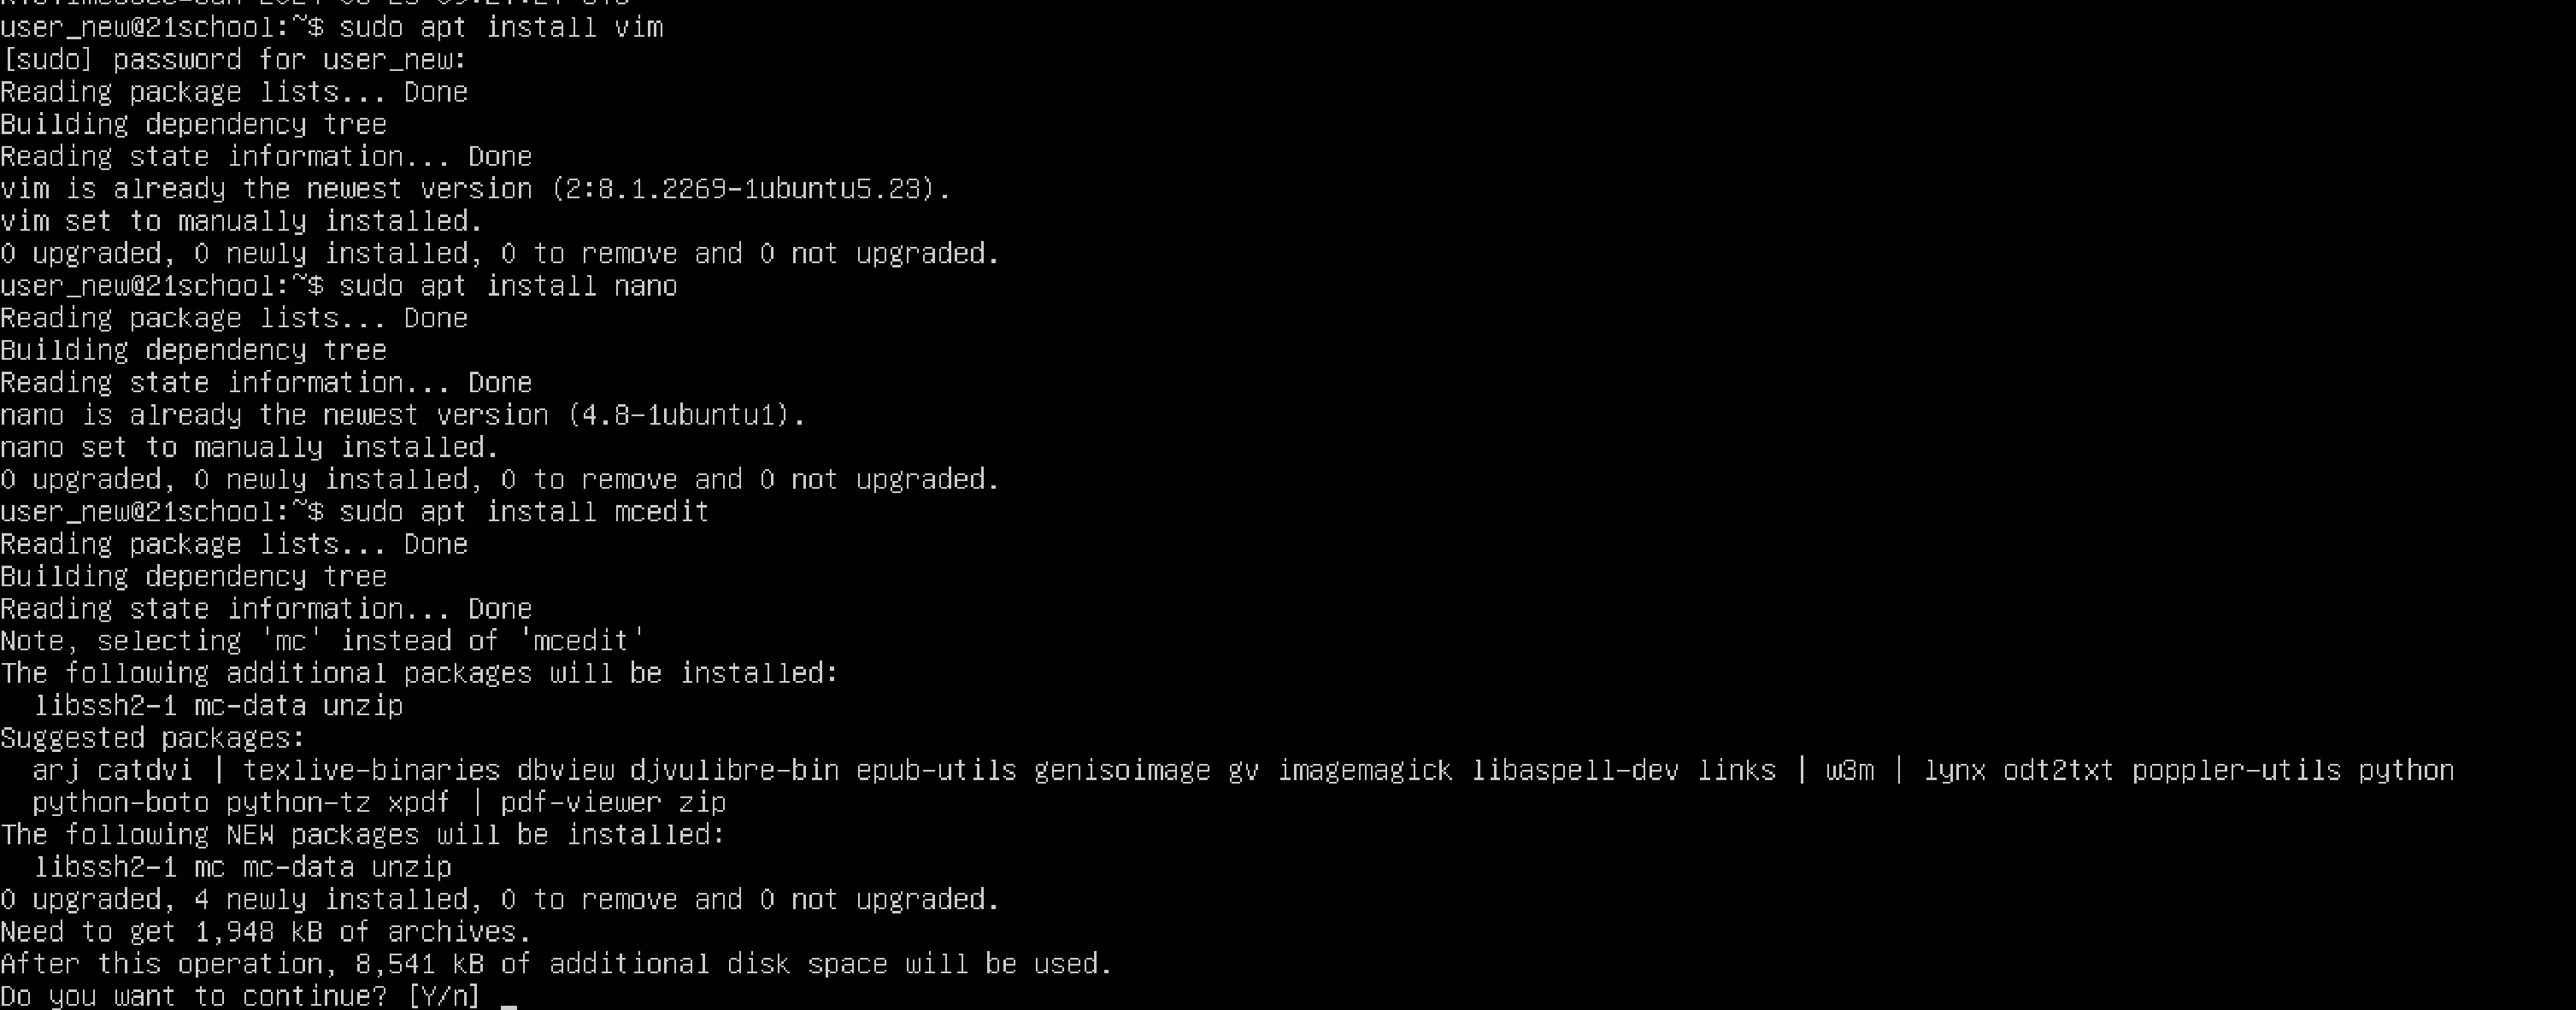 user_new@21school:~$ sudo apt install vim
[sudo] password for user_new:
Reading package lists... Done
Building dependency tree
Reading state information... Done
vim is already the newest version (2:8.1.2269-1ubuntu5.23).
vim set to manually installed.
0 upgraded, 0 newly installed, 0 to remove and 0 not upgraded.
user_new@21school:~$ sudo apt install nano
Reading package lists... Done
Building dependency tree
Reading state information... Done
nano is already the newest version (4.8-1ubuntu1).
nano set to manually installed.
0 upgraded, 0 newly installed, 0 to remove and 0 not upgraded.
user_new@21school:~$ sudo apt install mcedit
Reading package lists... Done
Building dependency tree
Reading state information... Done
Note, selecting 'mc' instead of 'mcedit'
The following additional packages will be installed:
  libssh2-1 mc-data unzip
Suggested packages:
  arj catdvi | texlive-binaries dbview djvulibre-bin epub-utils genisoimage gv imagemagick libaspell-dev links | w3m | lynx odt2txt poppler-utils python
  python-boto python-tz xpdf | pdf-viewer zip
The following NEW packages will be installed:
  libssh2-1 mc mc-data unzip
0 upgraded, 4 newly installed, 0 to remove and 0 not upgraded.
Need to get 1,948 kB of archives.
After this operation, 8,541 kB of additional disk space will be used.
Do you want to continue? [Y/n] _